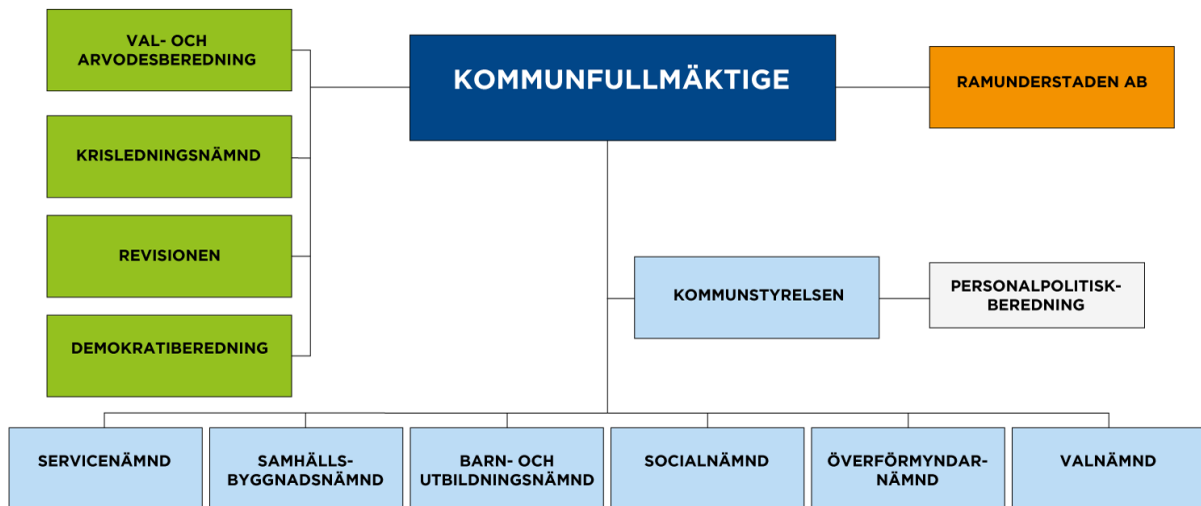 VAL- OCH
ARVODESBEREDNING
KOMMUNFULLMÄKTIGE
RAMUNDERSTADEN AB
KRISLEDNINGSNÄMND
REVISIONEN
KOMMUNSTYRELSEN
PERSONALPOLITISK-
BEREDNING
DEMOKRATIBEREDNING
SERVICENÄMND
SAMHÄLLS-
BYGGNADSNÄMND
BARN- OCH
UTBILDNINGSNÄMND
SOCIALNÄMND
ÖVERFÖRMYNDAR-
NÄMND
VALNÄMND